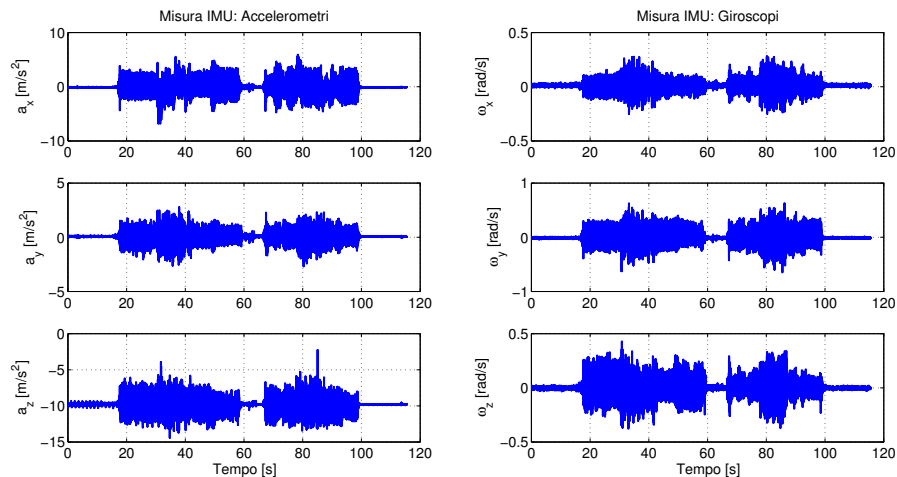 Misura IMU: Accelerometri
10
0
−10
a_x [m/s^2]
0 20 40 60 80 100 120
5
0
−5
a_y [m/s^2]
0 20 40 60 80 100 120
0
−5
−10
−15
a_z [m/s^2]
0 20 40 60 80 100 120
Tempo [s]
Misura IMU: Giroscopi
0.5
0
−0.5
ω_x [rad/s]
0 20 40 60 80 100 120
1
0
−1
ω_y [rad/s]
0 20 40 60 80 100 120
0.5
0
−0.5
ω_z [rad/s]
0 20 40 60 80 100 120
Tempo [s]